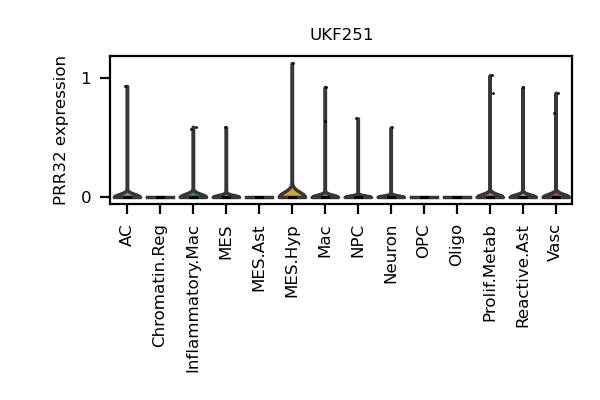 UKF251
PRR32 expression
1
0
AC
Chromatin.Reg
Inflammatory.Mac
MES
MES.Ast
MES.Hyp
Mac
NPC
Neuron
OPC
Oligo
Prolif.Metab
Reactive.Ast
Vasc